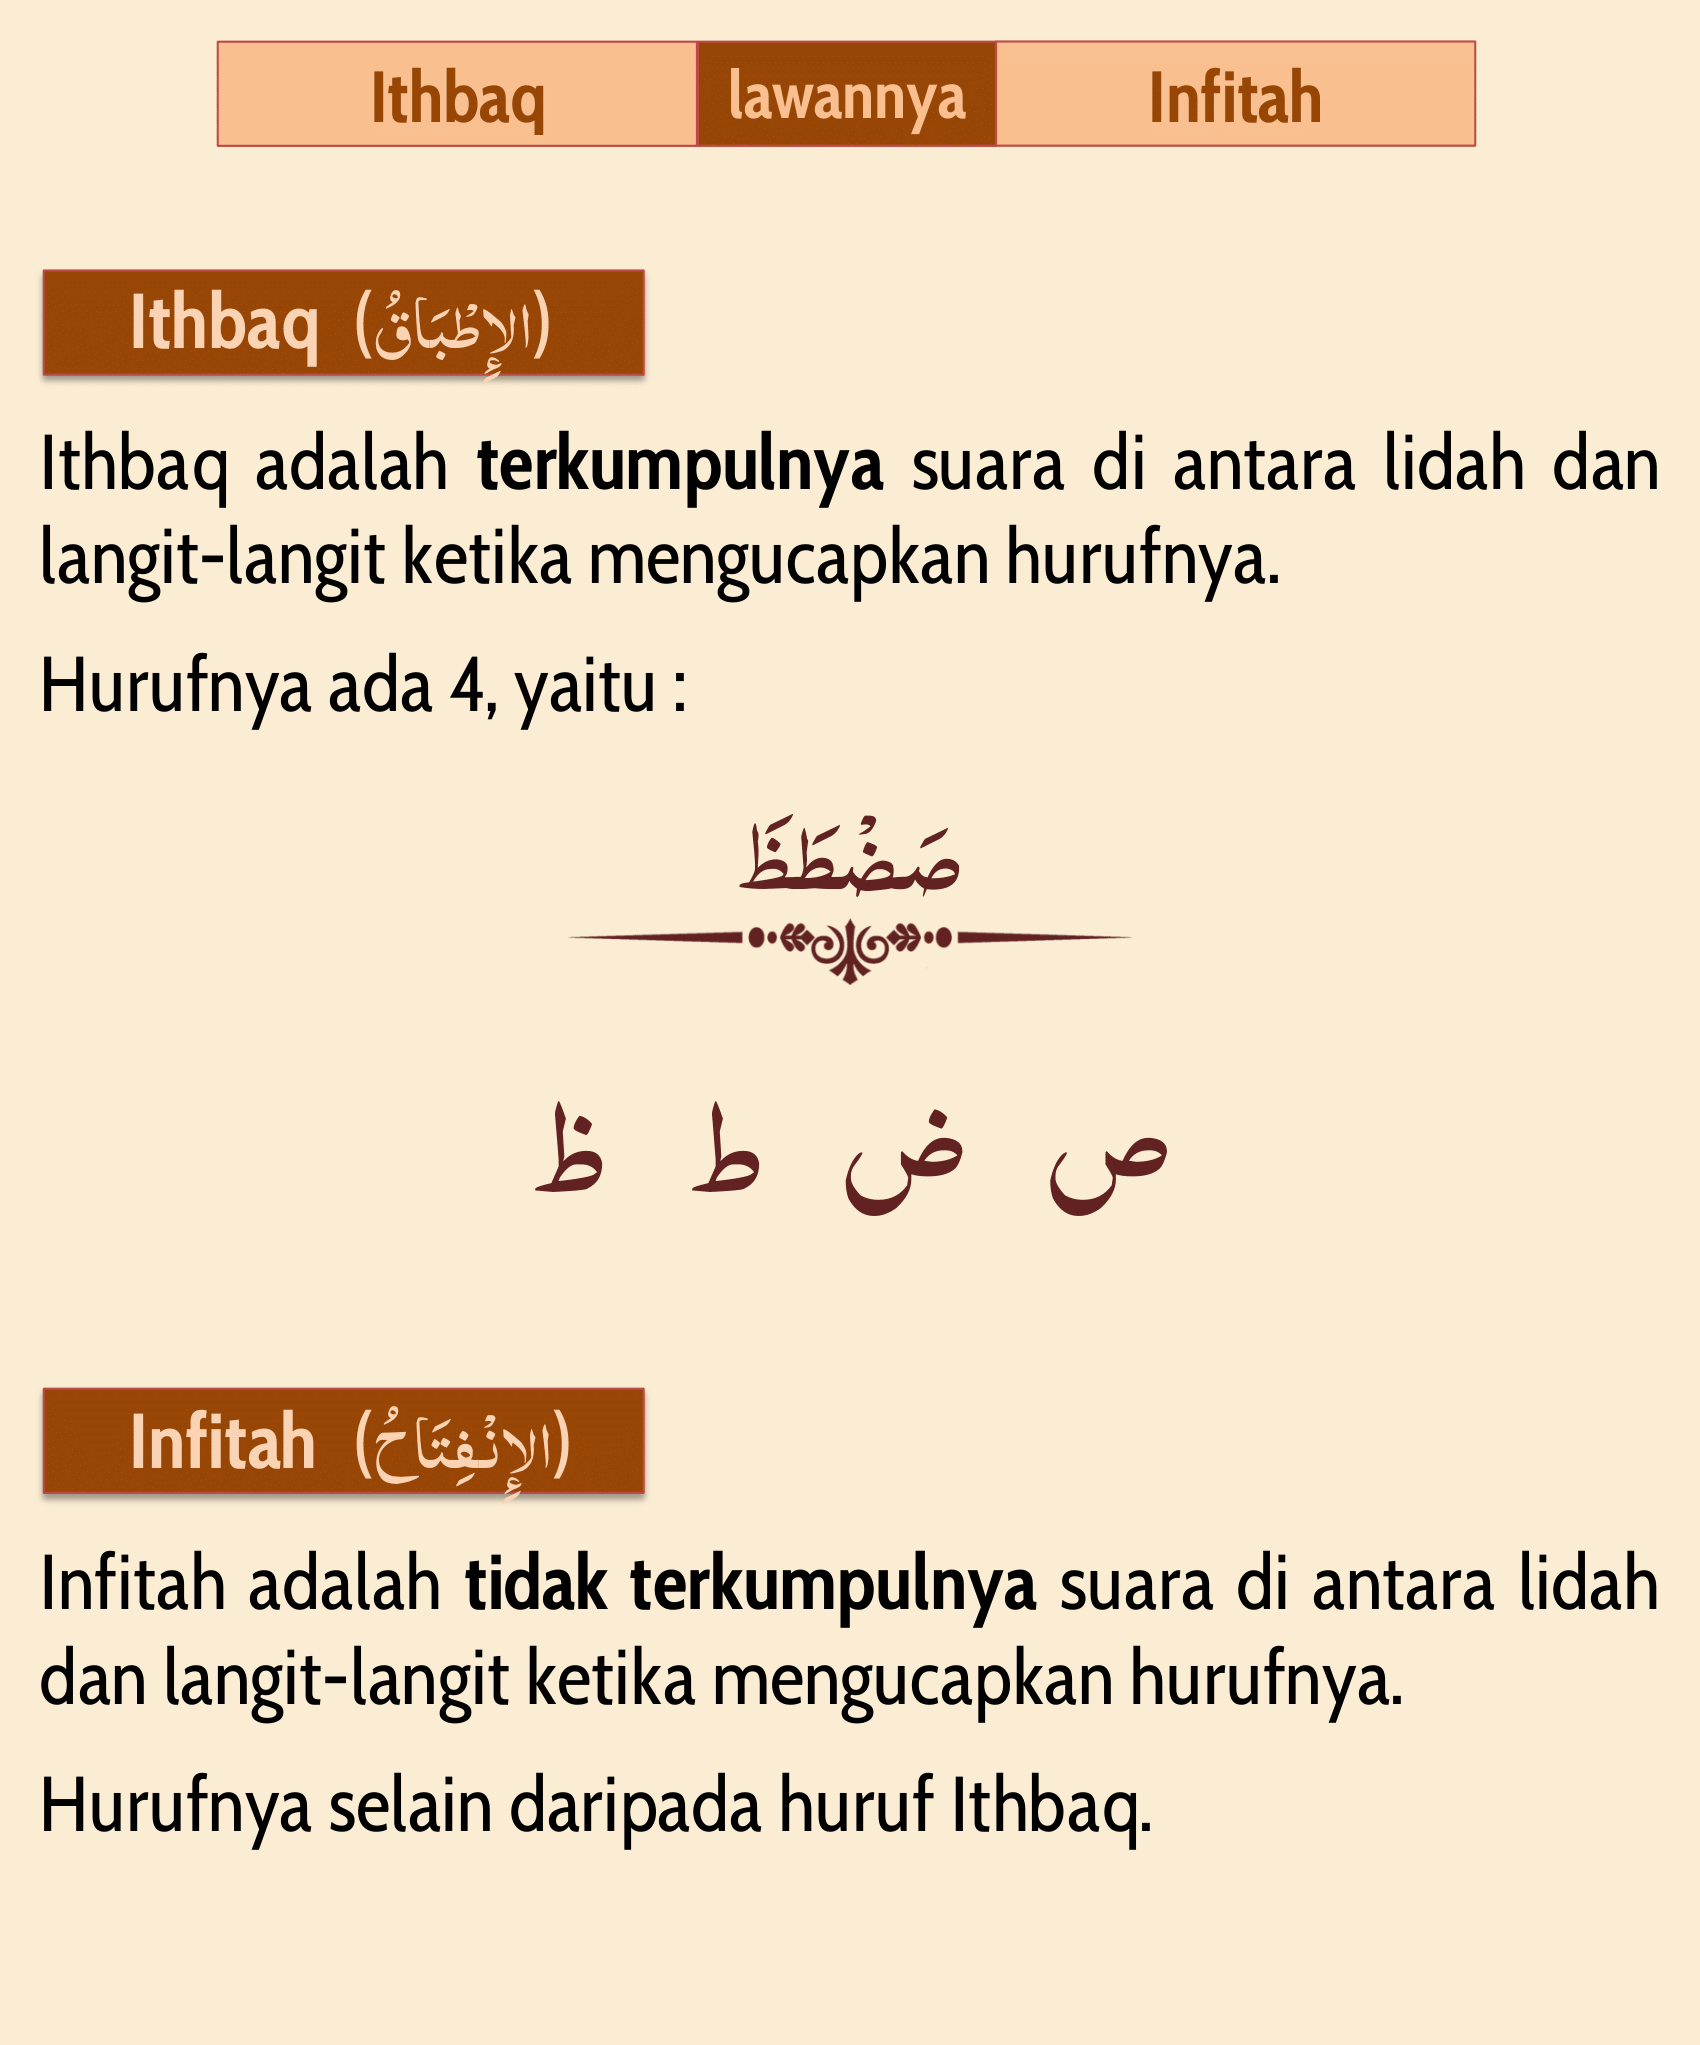 Ithbaq lawannya Infitah
Ithbaq (الإِطْبَاقُ)
Ithbaq adalah terkumpulnya suara di antara lidah dan
langit-langit ketika mengucapkan hurufnya.
Hurufnya ada 4, yaitu :
صَضْطَظَ
ص ض ط ظ
Infitah (الإِنْفِتَاحُ)
Infitah adalah tidak terkumpulnya suara di antara lidah
dan langit-langit ketika mengucapkan hurufnya.
Hurufnya selain daripada huruf Ithbaq.